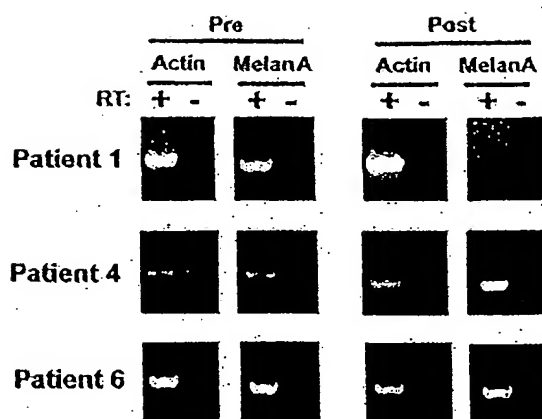 Pre Post
Actin MelanA Actin MelanA
RT: + - + - + - + -
Patient 1
Patient 4
Patient 6